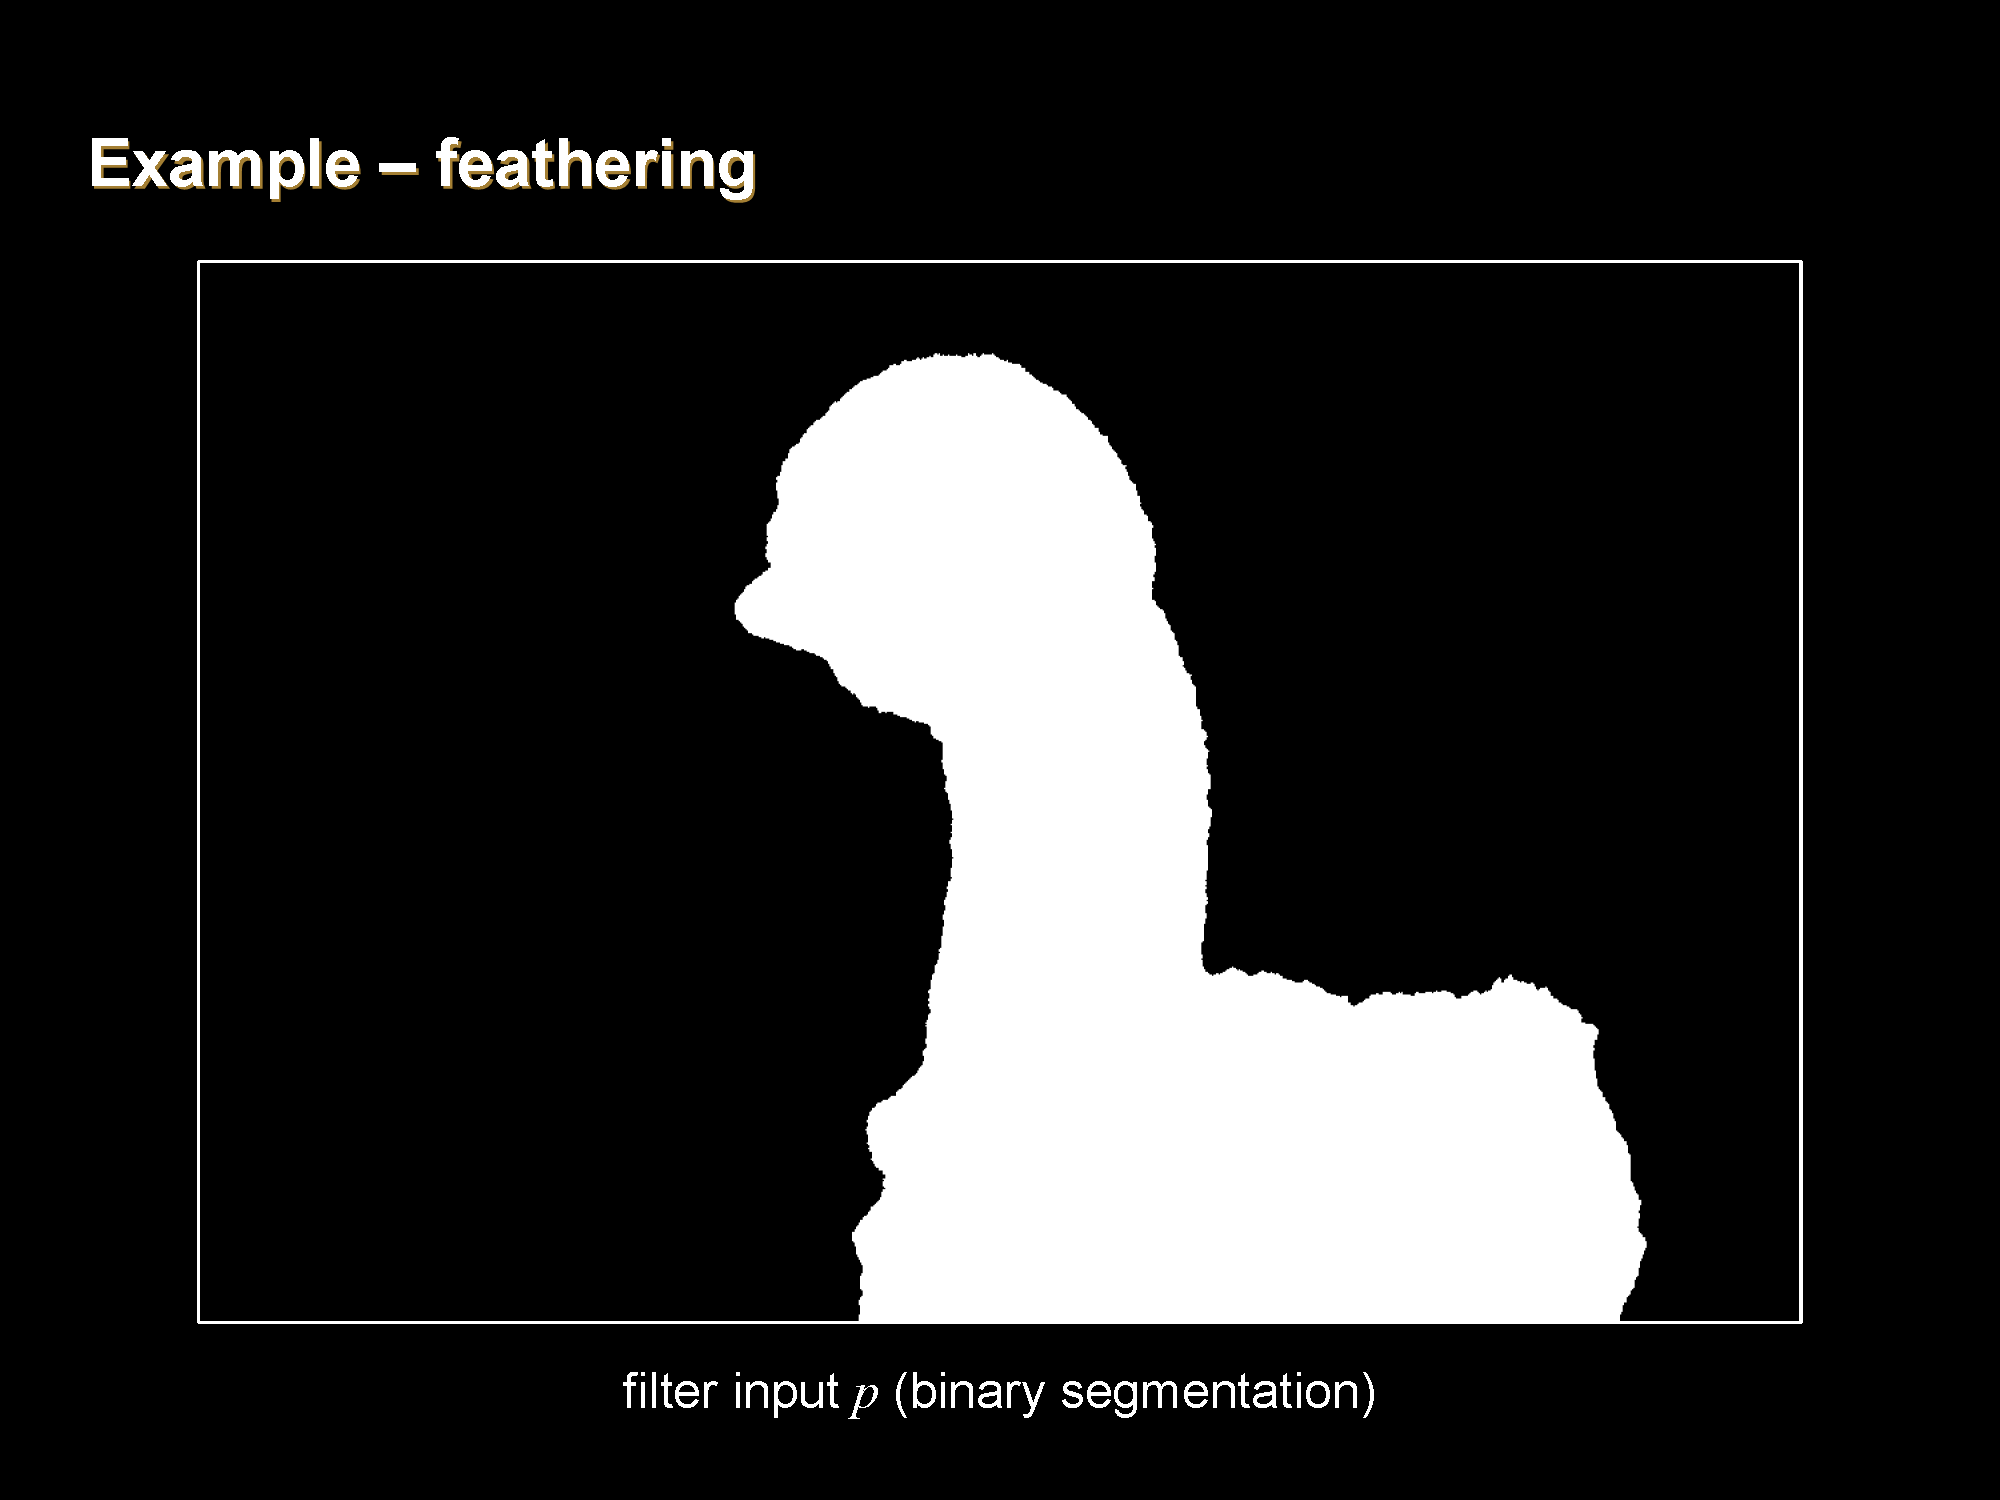 Example – feathering
filter input p (binary segmentation)